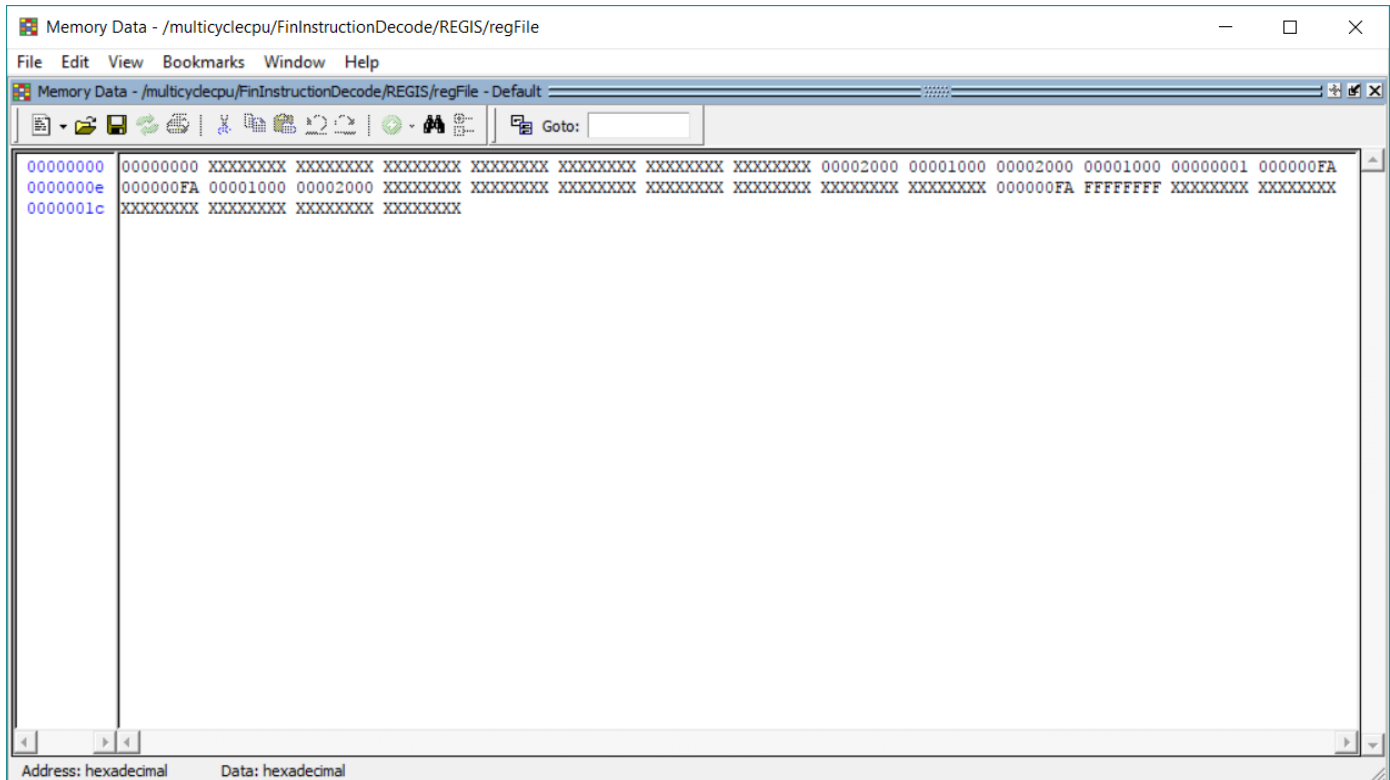 Memory Data - /multicyclecpu/FinInstructionDecode/REGIS/regFile
File Edit View Bookmarks Window Help
Memory Data - /multicyclecpu/FinInstructionDecode/REGIS/regFile - Default
Goto:
00000000 00000000 XXXXXXXX XXXXXXXX XXXXXXXX XXXXXXXX XXXXXXXX XXXXXXXX XXXXXXXX 00002000 00001000 00002000 00001000 00000001 000000FA
0000000e 000000FA 00001000 00002000 XXXXXXXX XXXXXXXX XXXXXXXX XXXXXXXX XXXXXXXX XXXXXXXX XXXXXXXX 000000FA FFFFFFFF XXXXXXXX XXXXXXXX
0000001c XXXXXXXX XXXXXXXX XXXXXXXX XXXXXXXX
Address: hexadecimal Data: hexadecimal